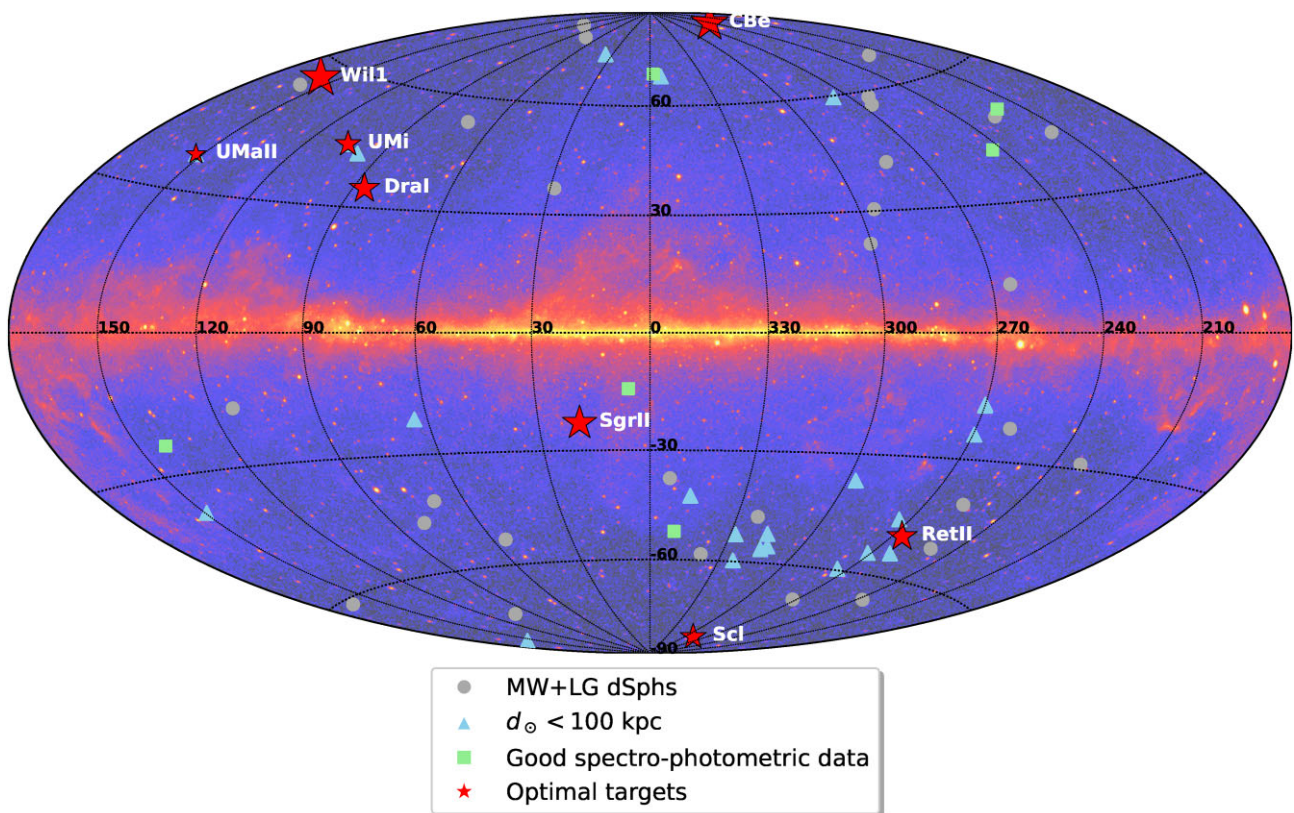 CBe
Wil1
60
UMi
UMaII
DraI
30
150 120 90 60 30 0 330 300 270 240 210
SgrII
-30
RetII
-60
Scl
-90
MW+LG dSphs
d⊙ < 100 kpc
Good spectro-photometric data
Optimal targets